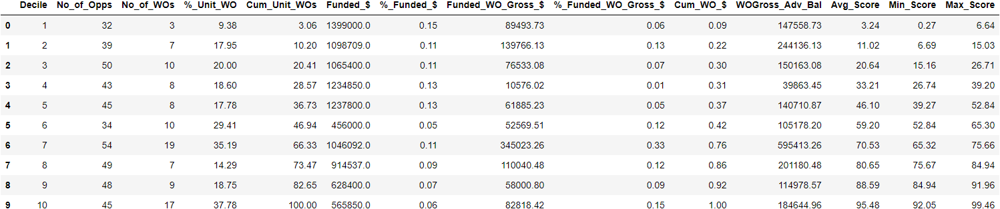 Decile No_of_Opps No_of_WOs %_Unit_WO Cum_Unit_WOs Funded_$ %_Funded_$ Funded_WO_Gross_$ %_Funded_WO_Gross_$ Cum_WO_$ WOGross_Adv_Bal Avg_Score Min_Score Max_Score
0 1 32 3 9.38 3.06 1399000.0 0.15 89493.73 0.06 0.09 147558.73 3.24 0.27 6.64
1 2 39 7 17.95 10.20 1098709.0 0.11 139766.13 0.13 0.22 244136.13 11.02 6.69 15.03
2 3 50 10 20.00 20.41 1065400.0 0.11 76533.08 0.07 0.30 150163.08 20.64 15.16 26.71
3 4 43 8 18.60 28.57 1234850.0 0.13 10576.02 0.01 0.31 39863.45 33.21 26.74 39.20
4 5 45 8 17.78 36.73 1237800.0 0.13 61885.23 0.05 0.37 140710.87 46.10 39.27 52.84
5 6 34 10 29.41 46.94 456000.0 0.05 52569.51 0.12 0.42 105178.20 59.20 52.84 65.30
6 7 54 19 35.19 66.33 1046092.0 0.11 345023.26 0.33 0.76 595413.26 70.53 65.32 75.66
7 8 49 7 14.29 73.47 914537.0 0.09 110040.48 0.12 0.86 201180.48 80.65 75.67 84.94
8 9 48 9 18.75 82.65 628400.0 0.07 58000.80 0.09 0.92 114978.57 88.59 84.94 91.96
9 10 45 17 37.78 100.00 565850.0 0.06 82818.42 0.15 1.00 184644.96 95.48 92.05 99.46